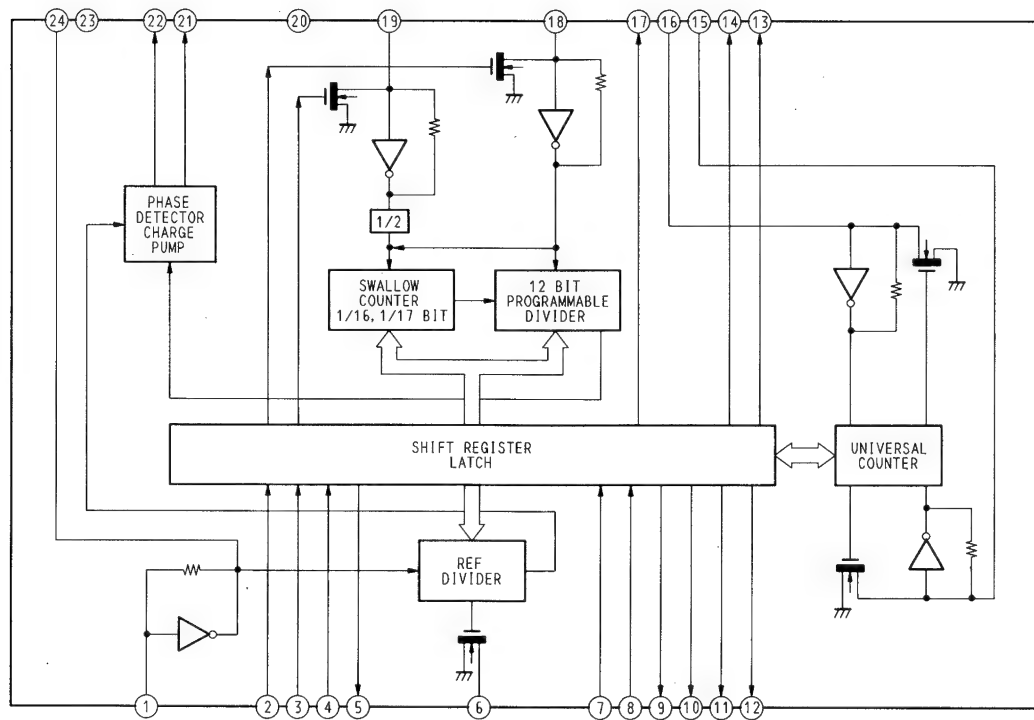 24 23 22 21 20 19 18 17 16 15 14 13
PHASE
DETECTOR
CHARGE
PUMP
1/2
SWALLOW
COUNTER
1/16, 1/17 BIT
12 BIT
PROGRAMMABLE
DIVIDER
SHIFT REGISTER
LATCH
UNIVERSAL
COUNTER
REF
DIVIDER
1 2 3 4 5 6 7 8 9 10 11 12